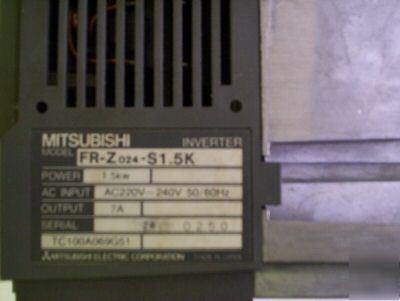 MITSUBISHI INVERTER
MODEL FR-Z024-S1.5K
POWER 1.5kw
AC INPUT AC220V-240V 50/60Hz
OUTPUT 7A
SERIAL 0250
TC100A069G51
MITSUBISHI ELECTRIC CORPORATION MADE IN JAPAN